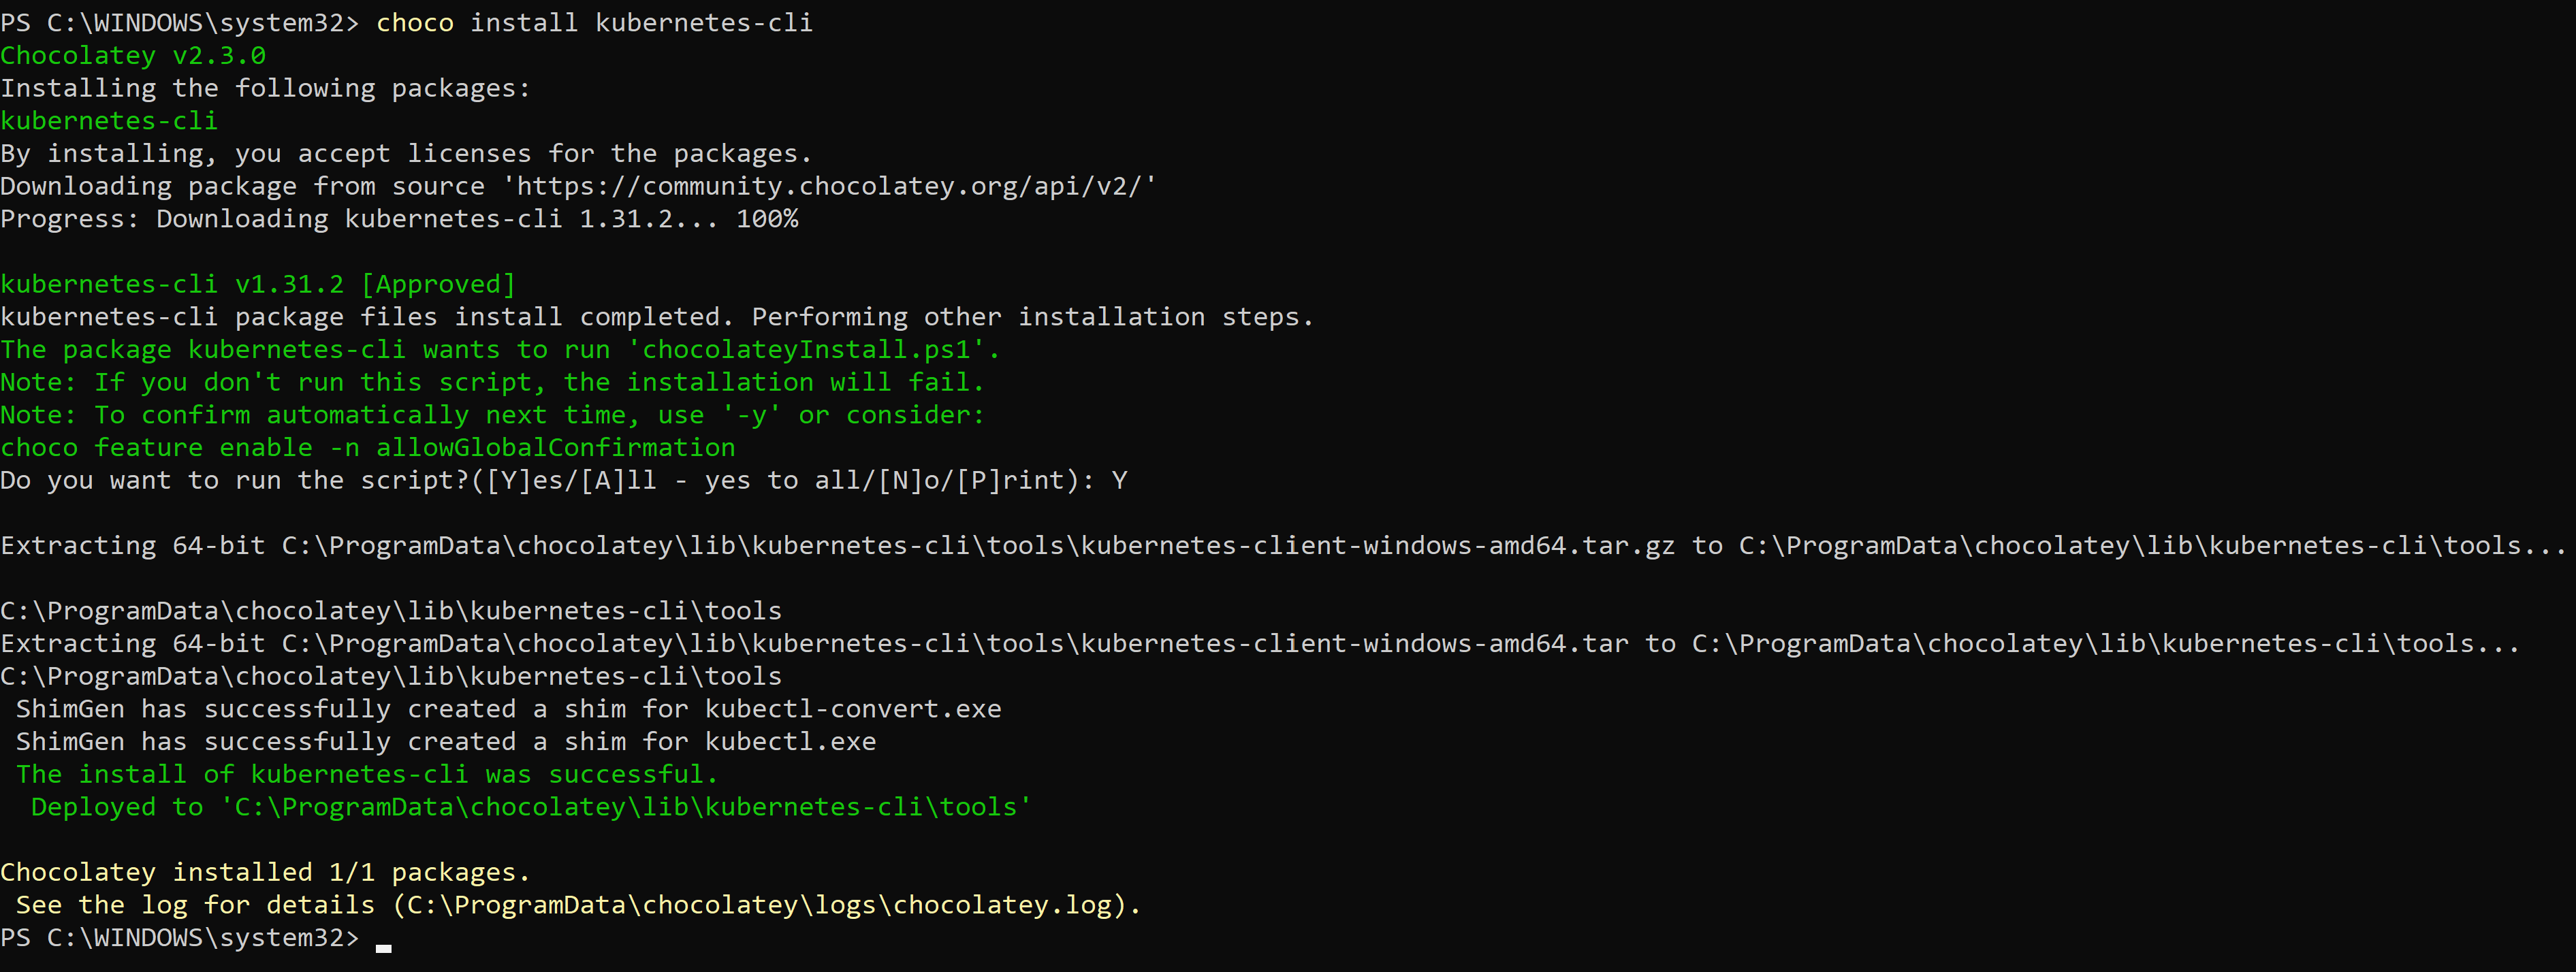 PS C:\WINDOWS\system32> choco install kubernetes-cli
Chocolatey v2.3.0
Installing the following packages:
kubernetes-cli
By installing, you accept licenses for the packages.
Downloading package from source 'https://community.chocolatey.org/api/v2/'
Progress: Downloading kubernetes-cli 1.31.2... 100%

kubernetes-cli v1.31.2 [Approved]
kubernetes-cli package files install completed. Performing other installation steps.
The package kubernetes-cli wants to run 'chocolateyInstall.ps1'.
Note: If you don't run this script, the installation will fail.
Note: To confirm automatically next time, use '-y' or consider:
choco feature enable -n allowGlobalConfirmation
Do you want to run the script?([Y]es/[A]ll - yes to all/[N]o/[P]rint): Y

Extracting 64-bit C:\ProgramData\chocolatey\lib\kubernetes-cli\tools\kubernetes-client-windows-amd64.tar.gz to C:\ProgramData\chocolatey\lib\kubernetes-cli\tools...

C:\ProgramData\chocolatey\lib\kubernetes-cli\tools
Extracting 64-bit C:\ProgramData\chocolatey\lib\kubernetes-cli\tools\kubernetes-client-windows-amd64.tar to C:\ProgramData\chocolatey\lib\kubernetes-cli\tools...
C:\ProgramData\chocolatey\lib\kubernetes-cli\tools
 ShimGen has successfully created a shim for kubectl-convert.exe
 ShimGen has successfully created a shim for kubectl.exe
 The install of kubernetes-cli was successful.
  Deployed to 'C:\ProgramData\chocolatey\lib\kubernetes-cli\tools'

Chocolatey installed 1/1 packages.
 See the log for details (C:\ProgramData\chocolatey\logs\chocolatey.log).
PS C:\WINDOWS\system32>